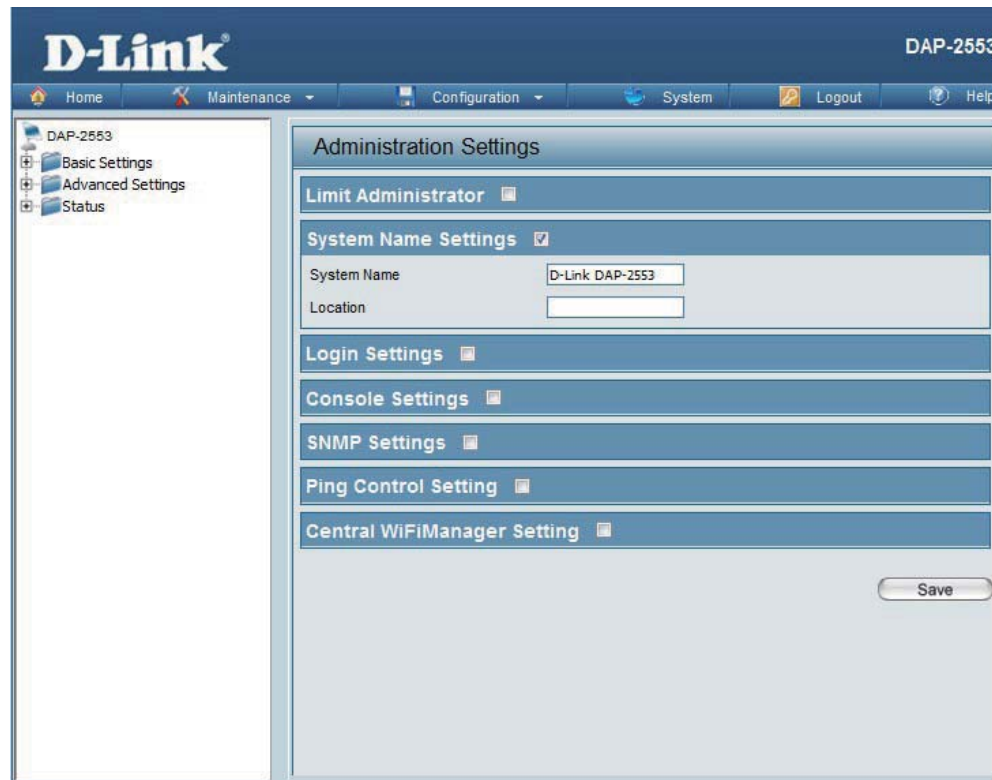 D-Link®
DAP-2553
Home Maintenance Configuration System Logout Help
DAP-2553
Basic Settings
Advanced Settings
Status
Administration Settings
Limit Administrator
System Name Settings
System Name D-Link DAP-2553
Location
Login Settings
Console Settings
SNMP Settings
Ping Control Setting
Central WiFiManager Setting
Save